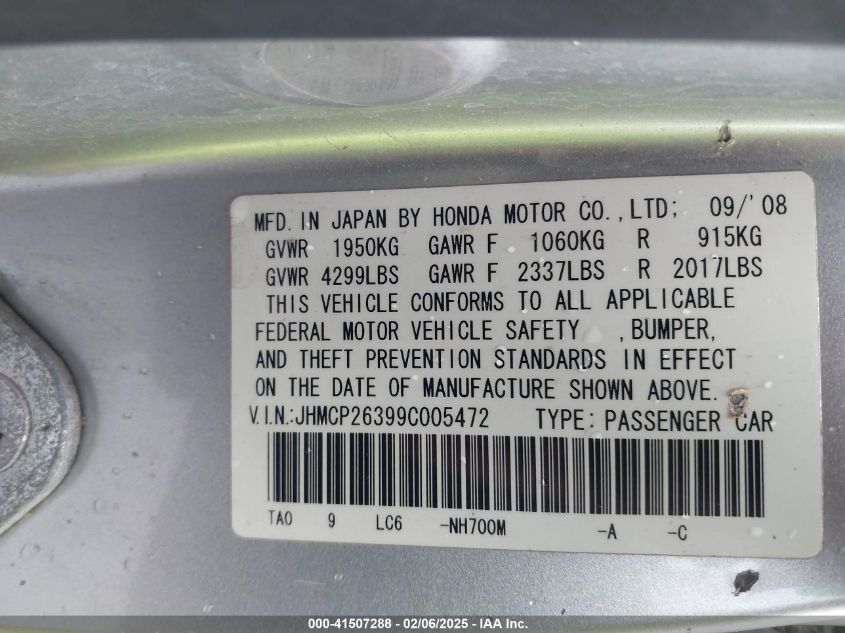 MFD. IN JAPAN BY HONDA MOTOR CO.,LTD; 09/'08
GVWR 1950KG GAWR F 1060KG R 915KG
GVWR 4299LBS GAWR F 2337LBS R 2017LBS
THIS VEHICLE CONFORMS TO ALL APPLICABLE
FEDERAL MOTOR VEHICLE SAFETY ,BUMPER,
AND THEFT PREVENTION STANDARDS IN EFFECT
ON THE DATE OF MANUFACTURE SHOWN ABOVE.
V.I.N.:JHMCP26399C005472 TYPE: PASSENGER CAR
TA0 9 LC6 -NH700M -A -C
000-41507288 - 02/06/2025 - IAA Inc.